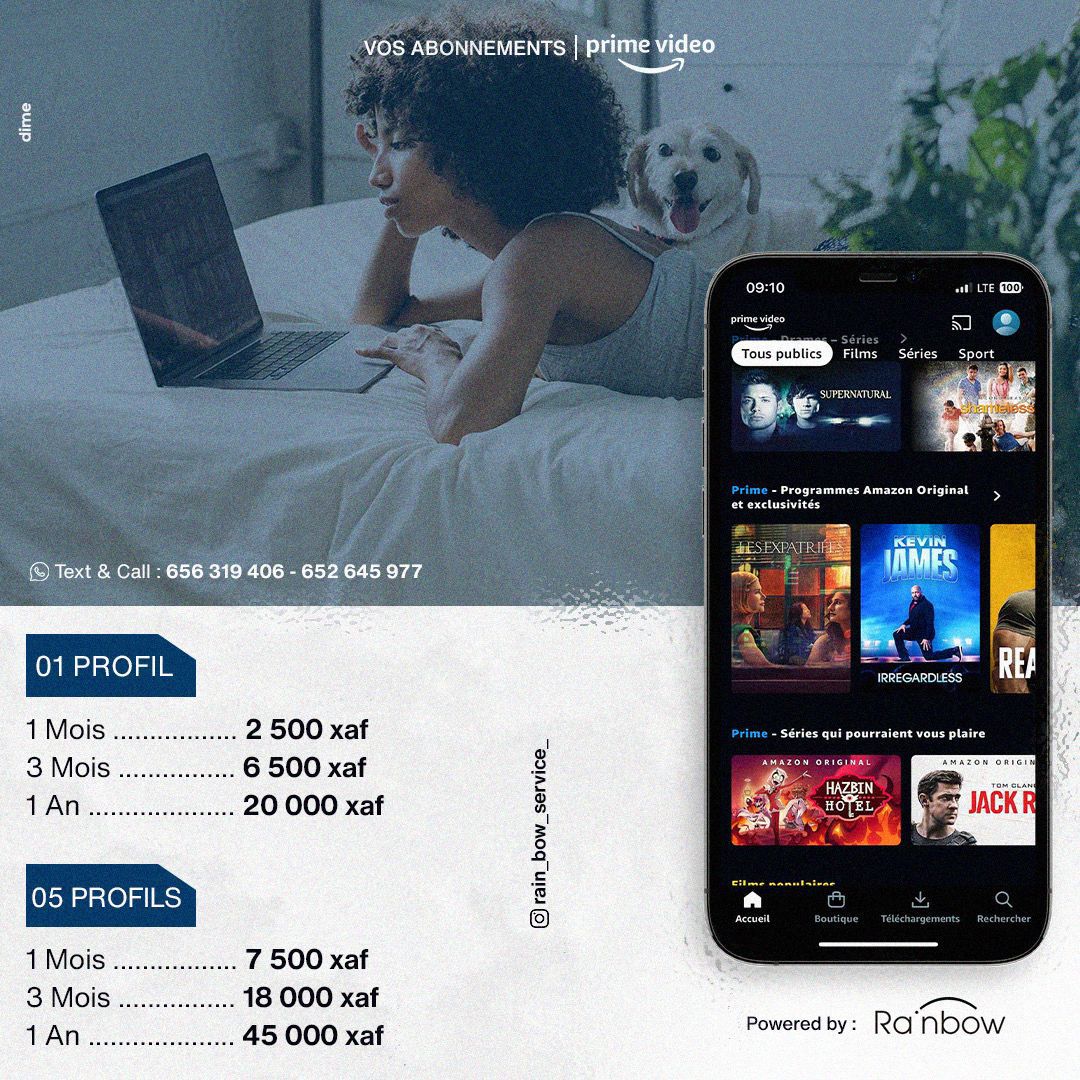 VOS ABONNEMENTS | prime video
dime
Text & Call : 656 319 406 - 652 645 977
09:10
LTE 100
prime video
Prime - Drames - Séries
Tous publics Films Séries Sport
SUPERNATURAL
shameless
Prime - Programmes Amazon Original
et exclusivités
LES EXPATRIÉES
KEVIN
JAMES
IRREGARDLESS
REA
Prime - Séries qui pourraient vous plaire
AMAZON ORIGINAL
HAZBIN
HOTEL
AMAZON ORIGIN
TOM CLAN
JACK R
Films populaires
Accueil Boutique Téléchargements Rechercher
01 PROFIL
1 Mois ................. 2 500 xaf
3 Mois ................ 6 500 xaf
1 An .................... 20 000 xaf
05 PROFILS
1 Mois ................. 7 500 xaf
3 Mois ................ 18 000 xaf
1 An .................... 45 000 xaf
rain_bow_service_
Powered by : Rainbow